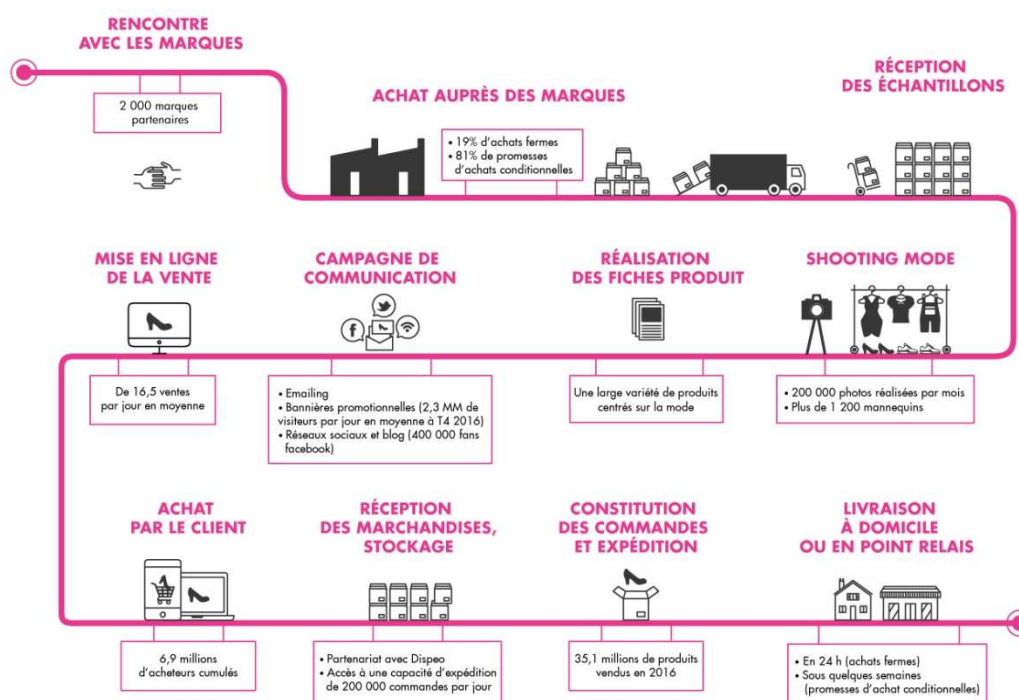 RENCONTRE
AVEC LES MARQUES
2 000 marques
partenaires
ACHAT AUPRÈS DES MARQUES
• 19% d'achats fermes
• 81% de promesses
d'achats conditionnelles
RÉCEPTION
DES ÉCHANTILLONS
MISE EN LIGNE
DE LA VENTE
De 16,5 ventes
par jour en moyenne
CAMPAGNE DE
COMMUNICATION
f
• Emailing
• Bannières promotionnelles (2,3 MM de
visiteurs par jour en moyenne à T4 2016)
• Réseaux sociaux et blog (400 000 fans
facebook)
RÉALISATION
DES FICHES PRODUIT
Une large variété de produits
centrés sur la mode
SHOOTING MODE
• 200 000 photos réalisées par mois
• Plus de 1 200 mannequins
ACHAT
PAR LE CLIENT
6,9 millions
d'acheteurs cumulés
RÉCEPTION
DES MARCHANDISES,
STOCKAGE
• Partenariat avec Dispeo
• Accès à une capacité d'expédition
de 200 000 commandes par jour
CONSTITUTION
DES COMMANDES
ET EXPÉDITION
35,1 millions de produits
vendus en 2016
LIVRAISON
À DOMICILE
OU EN POINT RELAIS
• En 24 h (achats fermes)
• Sous quelques semaines
(promesses d'achat conditionnelles)